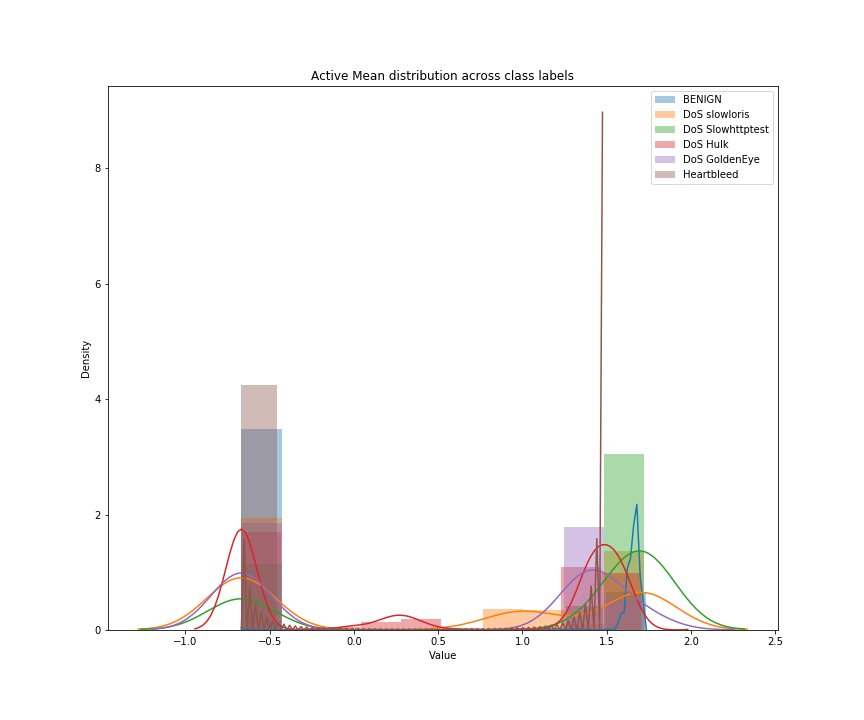 Active Mean distribution across class labels
BENIGN
DoS slowloris
DoS Slowhttptest
DoS Hulk
DoS GoldenEye
Heartbleed
8
6
4
2
0
Density
−1.0 −0.5 0.0 0.5 1.0 1.5 2.0 2.5
Value